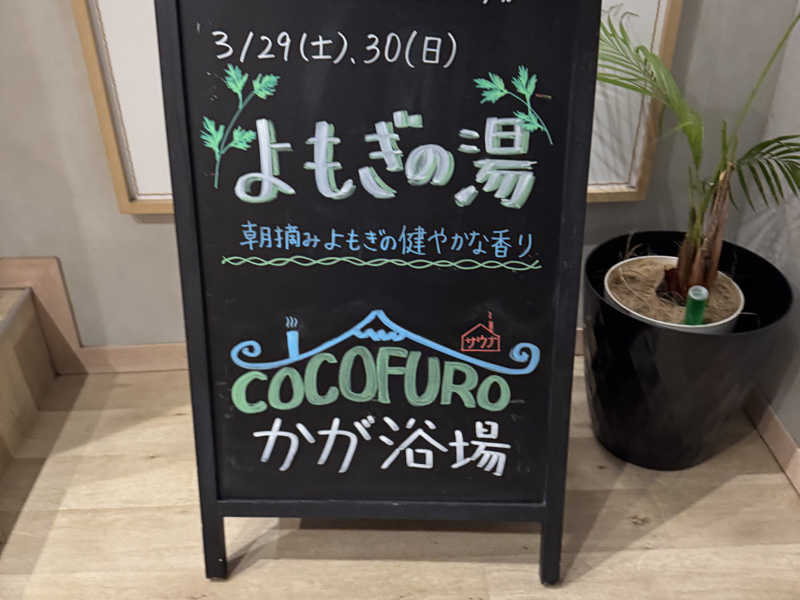 3/29(土)、30(日)
よもぎの湯
朝摘みよもぎの健やかな香り
サウナ
COCOFURO
かが浴場